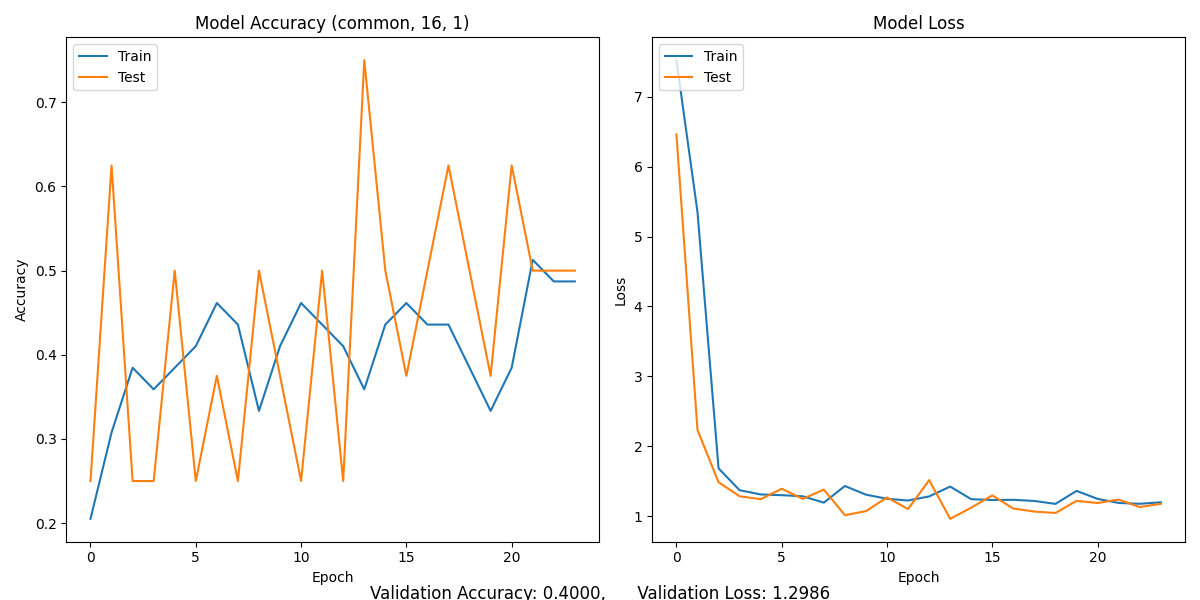 Model Accuracy (common, 16, 1)
Train
Test
0.7
0.6
0.5
0.4
0.3
0.2
Accuracy
0
5
10
15
20
Epoch
Model Loss
Train
Test
7
6
5
4
3
2
1
Loss
0
5
10
15
20
Epoch
Validation Accuracy: 0.4000, Validation Loss: 1.2986